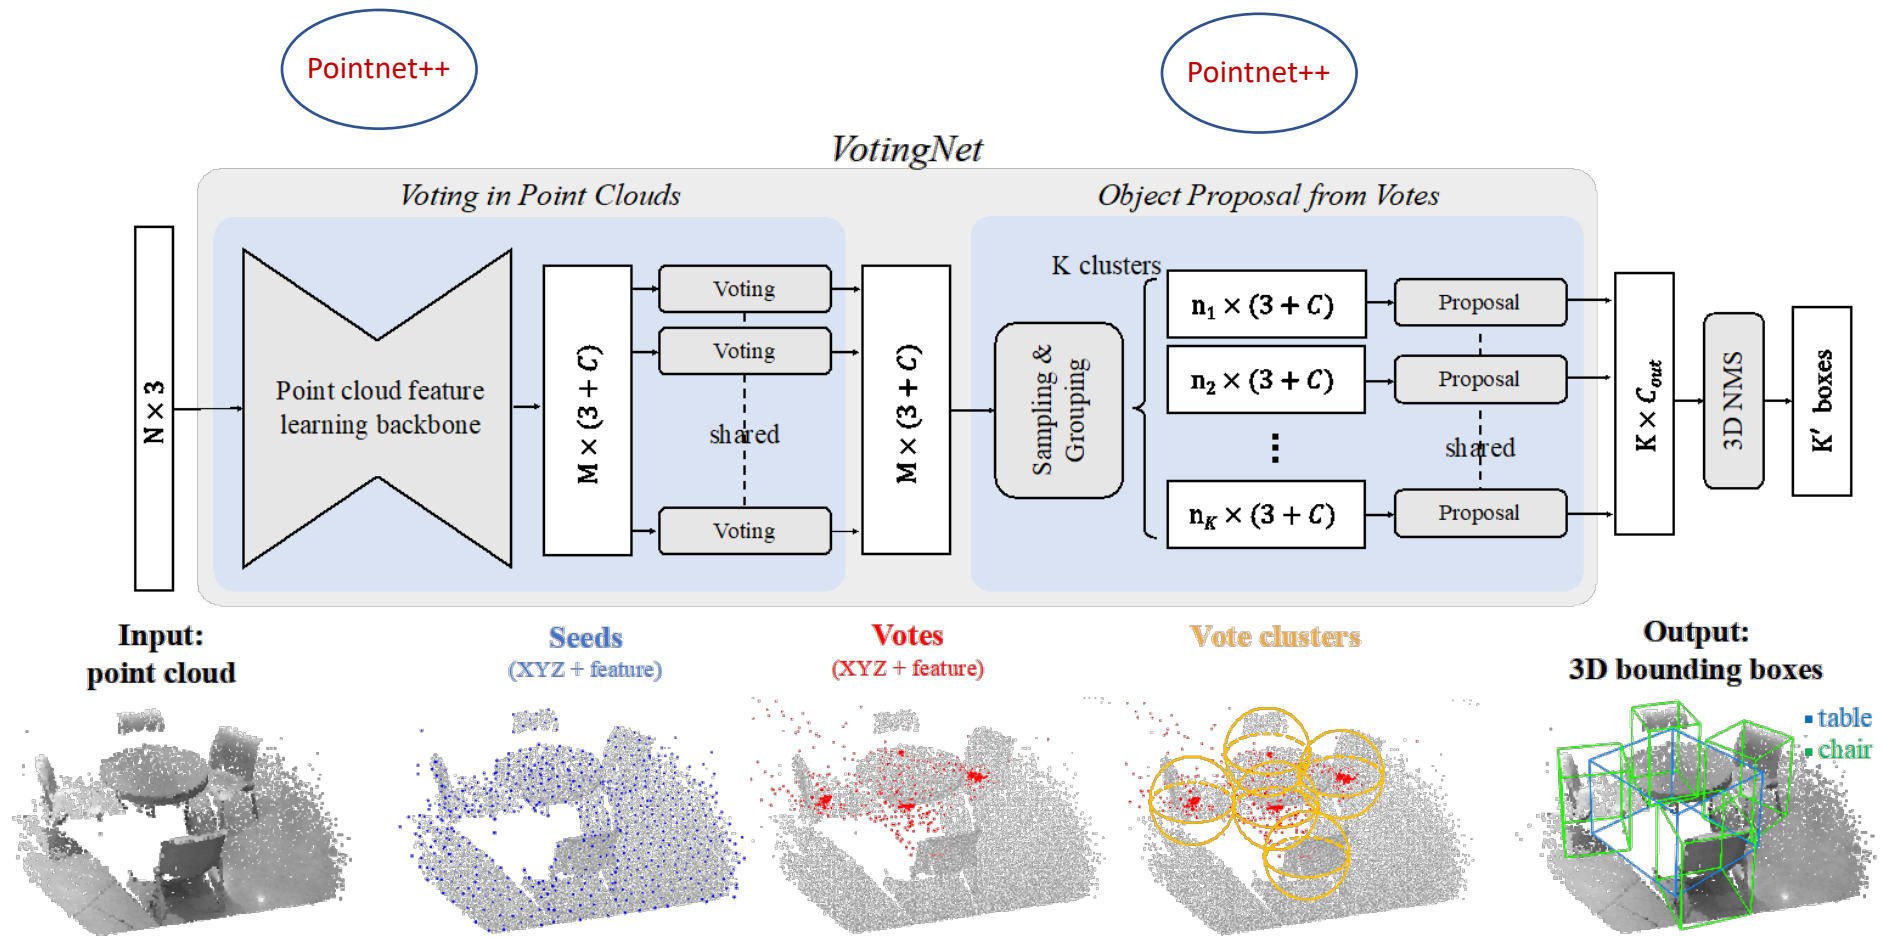 Pointnet++
Pointnet++
VotingNet
Voting in Point Clouds
Object Proposal from Votes
N × 3
Point cloud feature
learning backbone
M × (3 + C)
Voting
Voting
shared
Voting
M × (3 + C)
Sampling &
Grouping
K clusters
n₁ × (3 + C)
n₂ × (3 + C)
⋮
n_K × (3 + C)
Proposal
Proposal
shared
Proposal
K × C_out
3D NMS
K′ boxes
Input:
point cloud
Seeds
(XYZ + feature)
Votes
(XYZ + feature)
Vote clusters
Output:
3D bounding boxes
table
chair